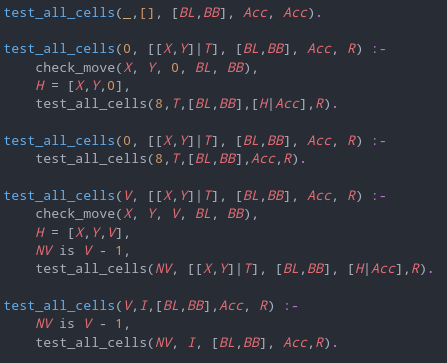 test_all_cells(_,[], [BL,BB], Acc, Acc).
test_all_cells(0, [[X,Y]|T], [BL,BB], Acc, R) :-
check_move(X, Y, 0, BL, BB),
H = [X,Y,0],
test_all_cells(8,T,[BL,BB],[H|Acc],R).
test_all_cells(0, [[X,Y]|T], [BL,BB], Acc, R) :-
test_all_cells(8,T,[BL,BB],Acc,R).
test_all_cells(V, [[X,Y]|T], [BL,BB], Acc, R) :-
check_move(X, Y, V, BL, BB),
H = [X,Y,V],
NV is V - 1,
test_all_cells(NV, [[X,Y]|T], [BL,BB], [H|Acc],R).
test_all_cells(V,I,[BL,BB],Acc, R) :-
NV is V - 1,
test_all_cells(NV, I, [BL,BB], Acc,R).